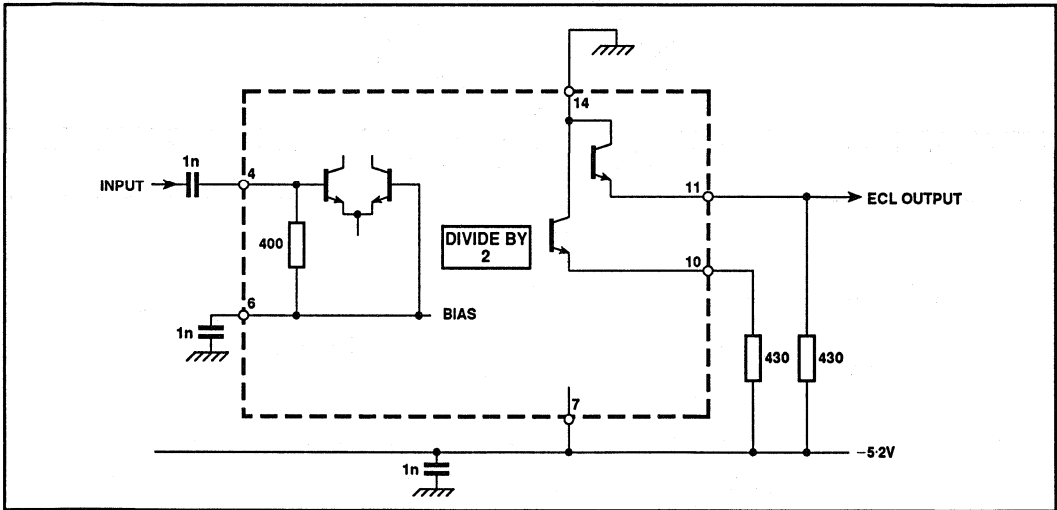 14
1n
4
INPUT
11
ECL OUTPUT
400
DIVIDE BY
2
10
6
BIAS
1n
430
430
7
−5·2V
1n